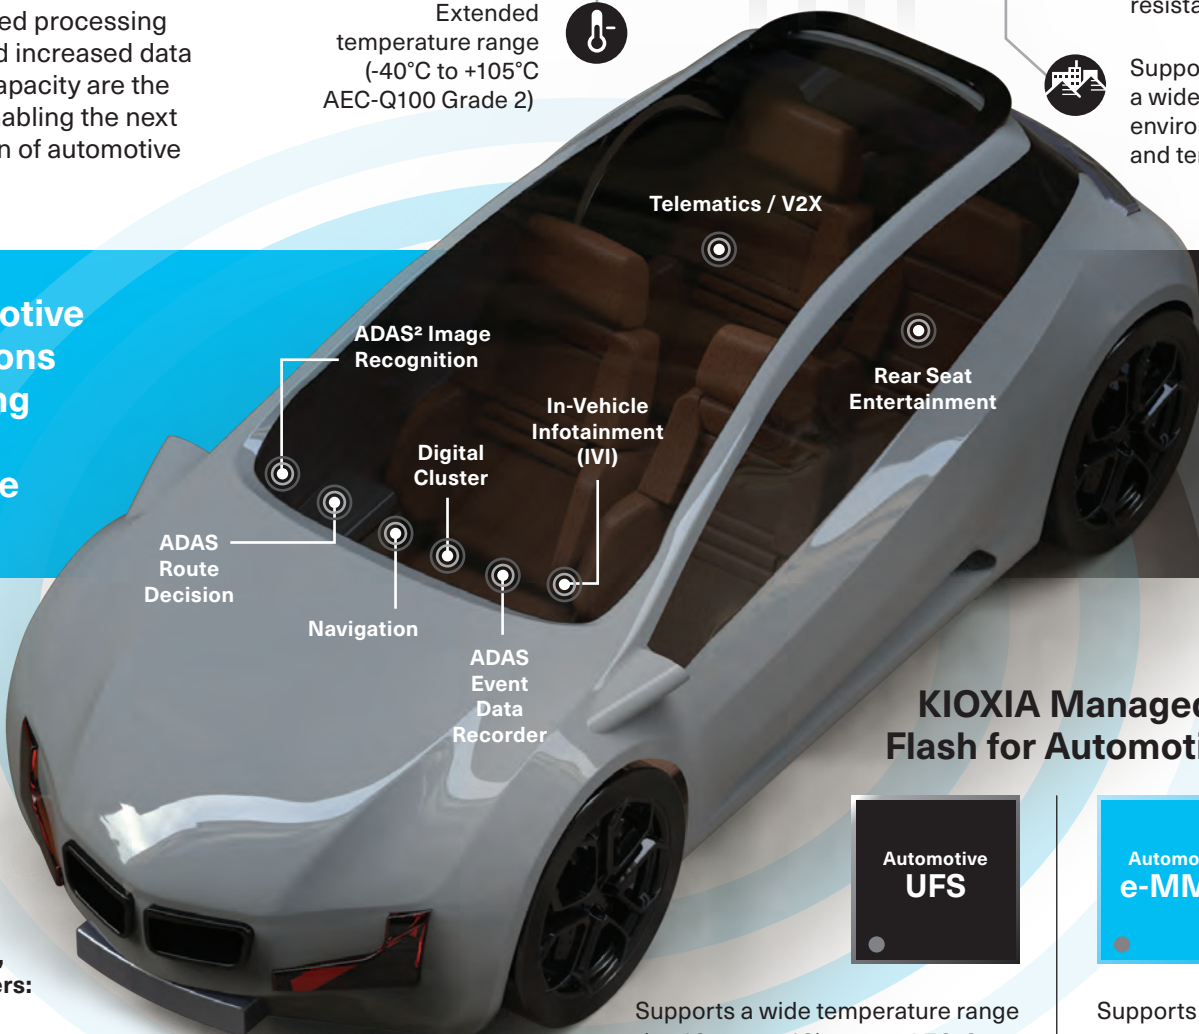 ed processing
d increased data
apacity are the
abling the next
n of automotive
Extended
temperature range
(-40°C to +105°C
AEC-Q100 Grade 2)
resista
Suppo
a wide
enviro
and ter
otive
ons
ng
e
Telematics / V2X
ADAS² Image
Recognition
Rear Seat
Entertainment
In-Vehicle
Infotainment
(IVI)
Digital
Cluster
ADAS
Route
Decision
Navigation
ADAS
Event
Data
Recorder
KIOXIA Managed
Flash for Automoti
Automotive
UFS
Automo
e-MM
ers:
Supports a wide temperature range
Supports